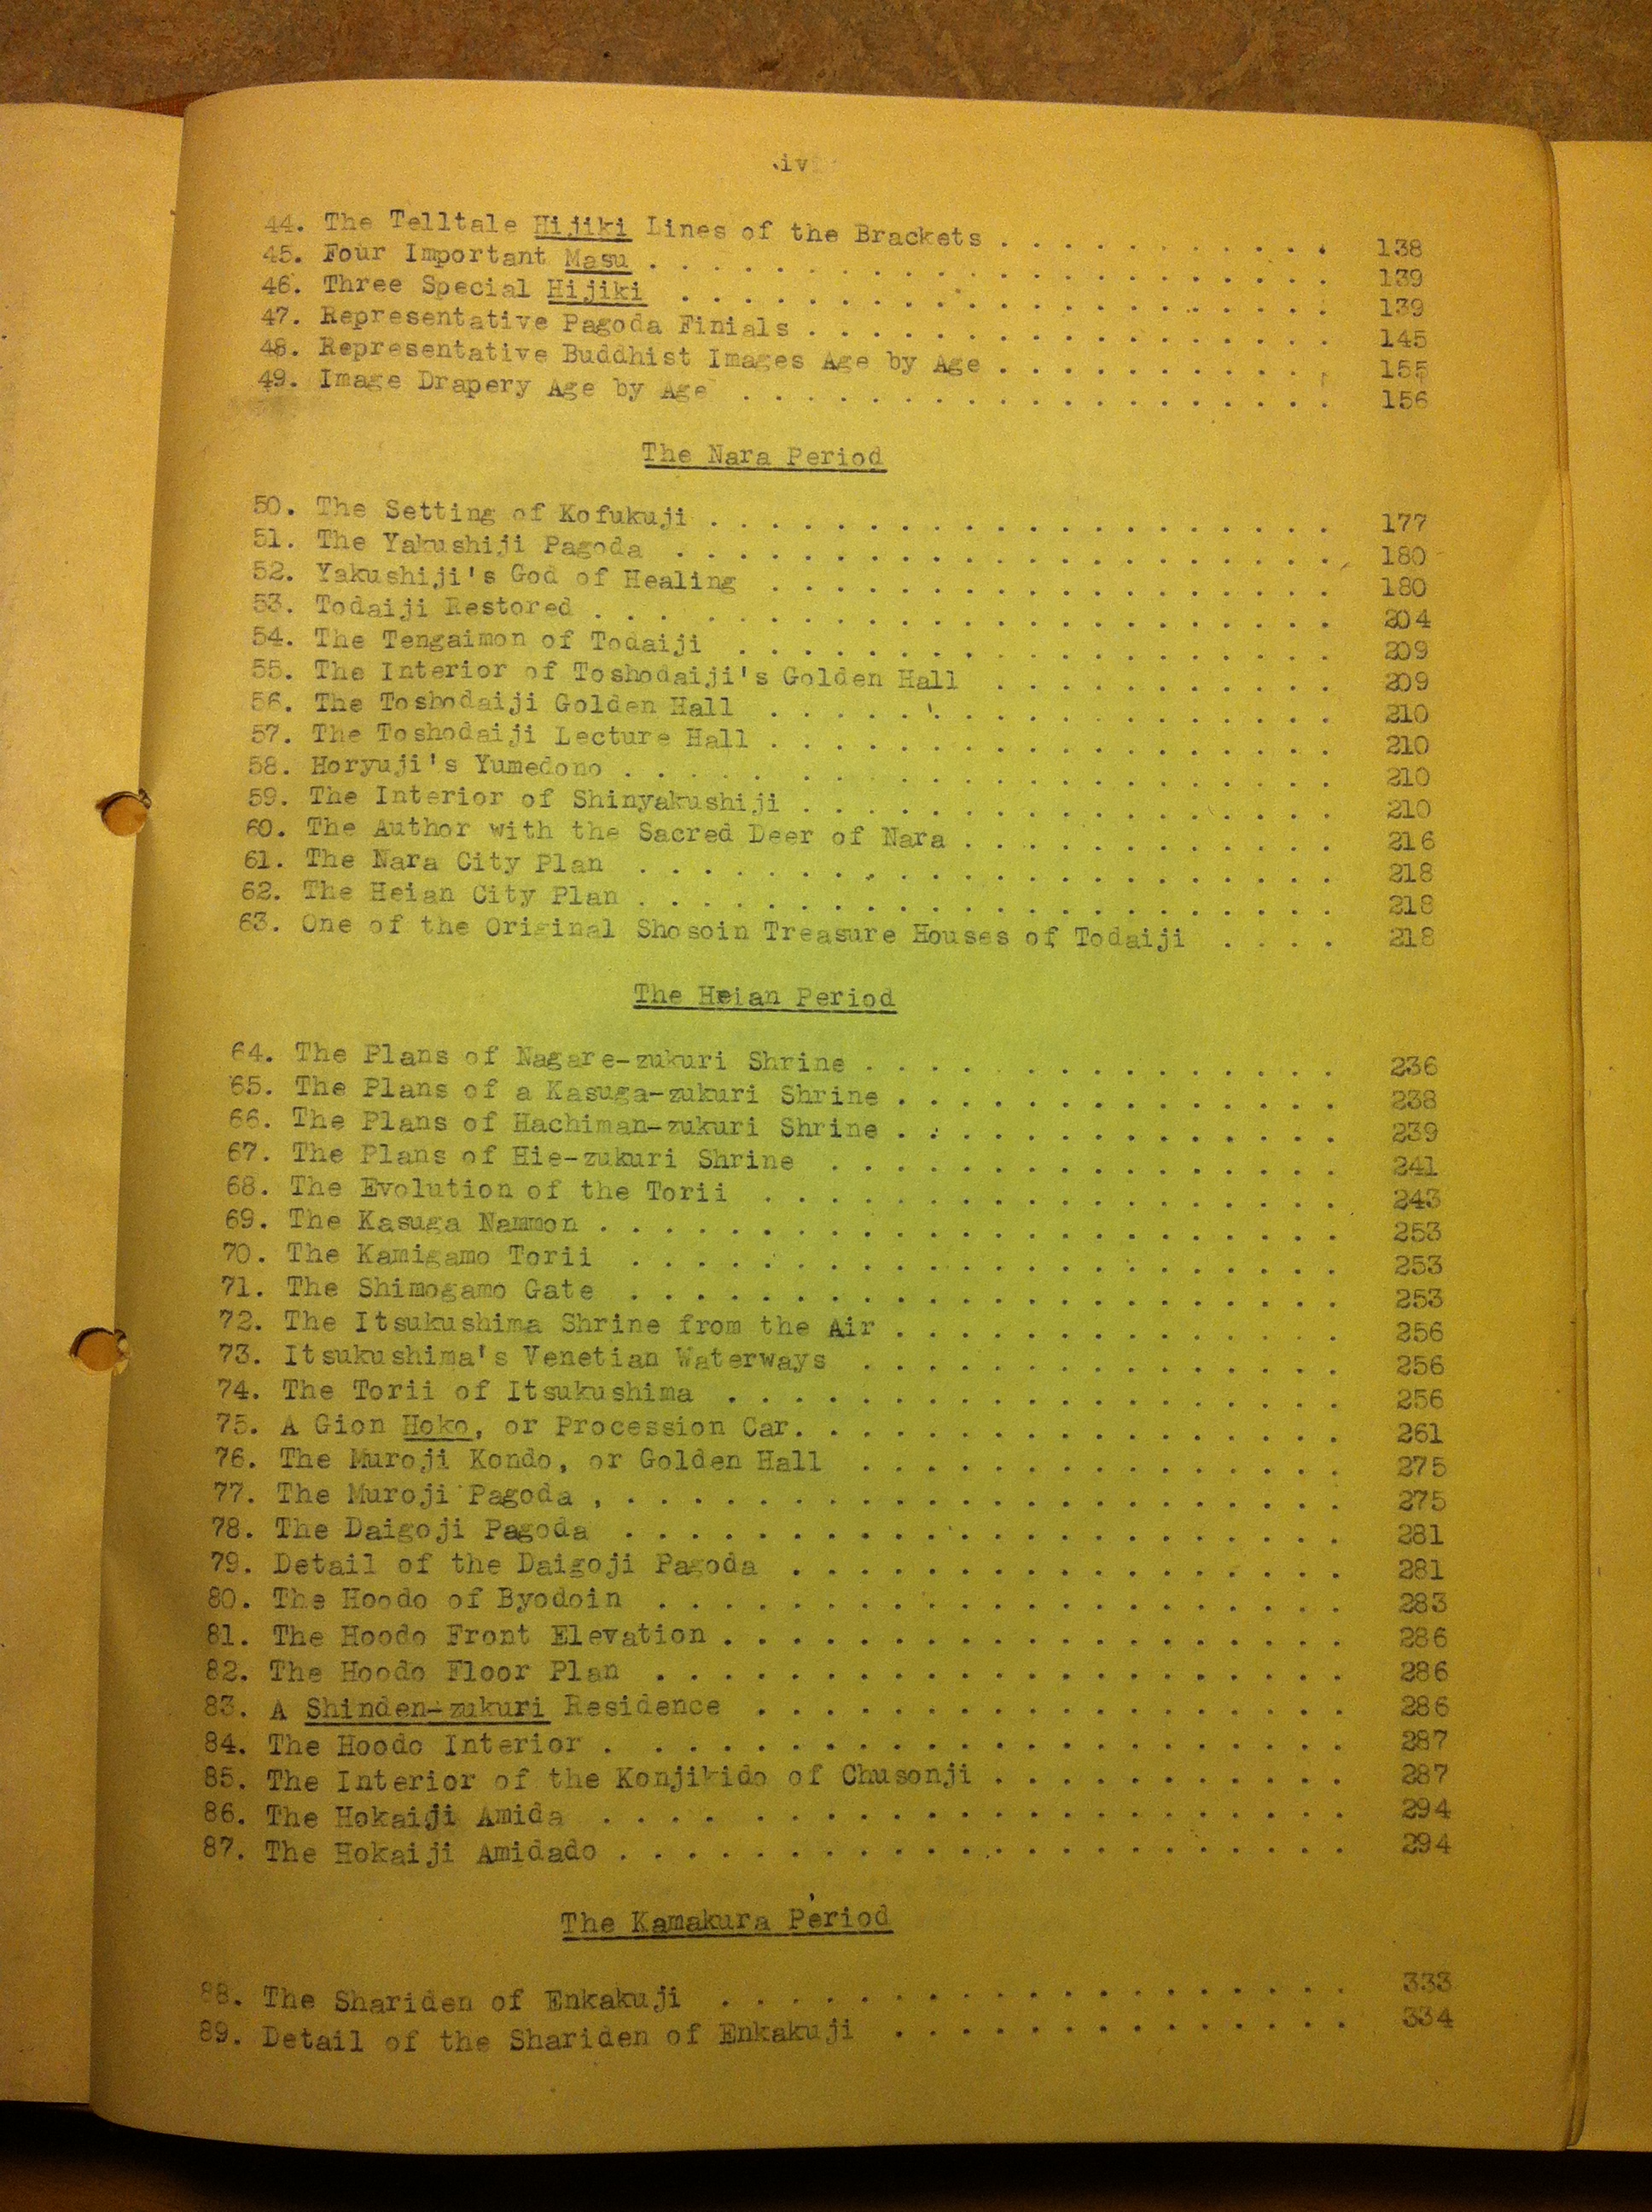 iv
44. The Telltale Hijiki Lines of the Brackets . . . . . . . . . . . 138
45. Four Important Masu . . . . . . . . . . . . . . . . . . . . . . 139
46. Three Special Hijiki . . . . . . . . . . . . . . . . . . . . . 139
47. Representative Pagoda Finials . . . . . . . . . . . . . . . . . 145
48. Representative Buddhist Images Age by Age . . . . . . . . . . . 155
49. Image Drapery Age by Age . . . . . . . . . . . . . . . . . . . 156
The Nara Period
50. The Setting of Kofukuji . . . . . . . . . . . . . . . . . . . . 177
51. The Yakushiji Pagoda . . . . . . . . . . . . . . . . . . . . . 180
52. Yakushiji's God of Healing . . . . . . . . . . . . . . . . . . 180
53. Todaiji Restored . . . . . . . . . . . . . . . . . . . . . . . 204
54. The Tengaimon of Todaiji . . . . . . . . . . . . . . . . . . . 209
55. The Interior of Toshodaiji's Golden Hall . . . . . . . . . . . 209
56. The Toshodaiji Golden Hall . . . . . . . . . . . . . . . . . . 210
57. The Toshodaiji Lecture Hall . . . . . . . . . . . . . . . . . . 210
58. Horyuji's Yumedono . . . . . . . . . . . . . . . . . . . . . . 210
59. The Interior of Shinyakushiji . . . . . . . . . . . . . . . . . 210
60. The Author with the Sacred Deer of Nara . . . . . . . . . . . . 216
61. The Nara City Plan . . . . . . . . . . . . . . . . . . . . . . 218
62. The Heian City Plan . . . . . . . . . . . . . . . . . . . . . . 218
63. One of the Original Shosoin Treasure Houses of Todaiji . . . . 218
The Heian Period
64. The Plans of Nagare-zukuri Shrine . . . . . . . . . . . . . . . 236
65. The Plans of a Kasuga-zukuri Shrine . . . . . . . . . . . . . . 238
66. The Plans of Hachiman-zukuri Shrine . . . . . . . . . . . . . . 239
67. The Plans of Hie-zukuri Shrine . . . . . . . . . . . . . . . . 241
68. The Evolution of the Torii . . . . . . . . . . . . . . . . . . 243
69. The Kasuga Nammon . . . . . . . . . . . . . . . . . . . . . . . 253
70. The Kamigamo Torii . . . . . . . . . . . . . . . . . . . . . . 253
71. The Shimogamo Gate . . . . . . . . . . . . . . . . . . . . . . 253
72. The Itsukushima Shrine from the Air . . . . . . . . . . . . . . 256
73. Itsukushima's Venetian Waterways . . . . . . . . . . . . . . . 256
74. The Torii of Itsukushima . . . . . . . . . . . . . . . . . . . 256
75. A Gion Hoko, or Procession Car. . . . . . . . . . . . . . . . . 261
76. The Muroji Kondo, or Golden Hall . . . . . . . . . . . . . . . 275
77. The Muroji Pagoda , . . . . . . . . . . . . . . . . . . . . . . 275
78. The Daigoji Pagoda . . . . . . . . . . . . . . . . . . . . . . 281
79. Detail of the Daigoji Pagoda . . . . . . . . . . . . . . . . . 281
80. The Hoodo of Byodoin . . . . . . . . . . . . . . . . . . . . . 283
81. The Hoodo Front Elevation . . . . . . . . . . . . . . . . . . . 286
82. The Hoodo Floor Plan . . . . . . . . . . . . . . . . . . . . . 286
83. A Shinden-zukuri Residence . . . . . . . . . . . . . . . . . . 286
84. The Hoodo Interior . . . . . . . . . . . . . . . . . . . . . . 287
85. The Interior of the Konjikido of Chusonji . . . . . . . . . . . 287
86. The Hokaiji Amida . . . . . . . . . . . . . . . . . . . . . . . 294
87. The Hokaiji Amidado . . . . . . . . . . . . . . . . . . . . . . 294
The Kamakura Period
88. The Shariden of Enkakuji . . . . . . . . . . . . . . . . . . . 333
89. Detail of the Shariden of Enkakuji . . . . . . . . . . . . . . 334